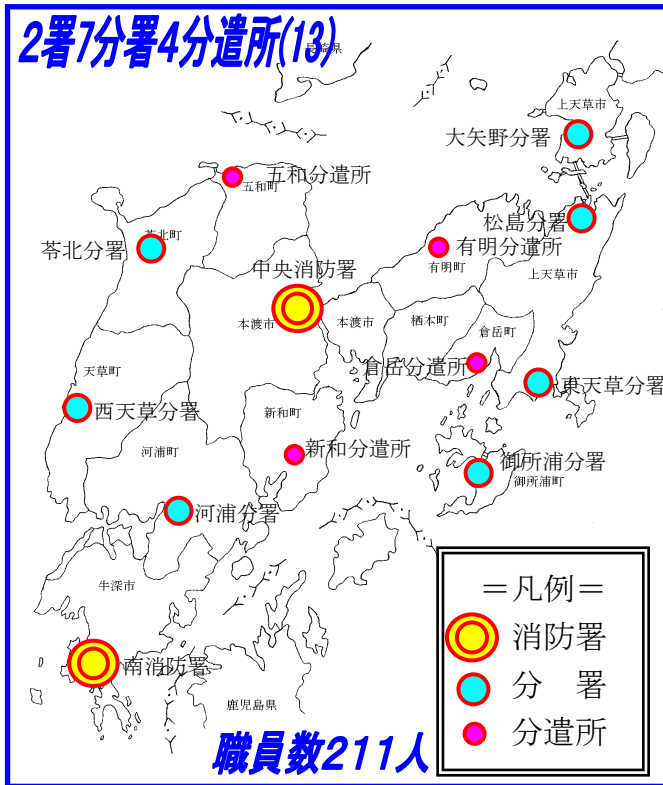 2署7分署4分遣所(13)
長崎県
上天草市
大矢野分署
五和分遣所
五和町
松島分署
苓北町
苓北分署
有明分遣所
有明町
上天草市
中央消防署
本渡市
本渡市
栖本町
倉岳町
倉岳分遣所
天草町
東天草分署
西天草分署
新和町
河浦町
新和分遣所
御所浦分署
御所浦町
河浦分署
牛深市
南消防署
鹿児島県
職員数211人
＝凡例＝
消防署
分　署
分遣所